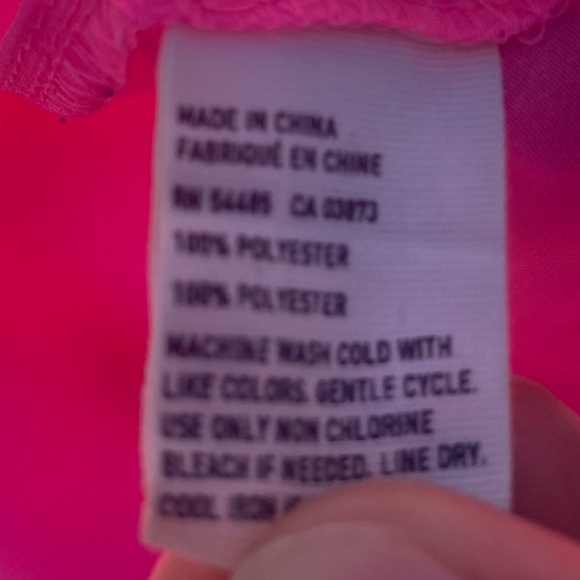 MADE IN CHINA
FABRIQUÉ EN CHINE
RN 54485 CA 03873
100% POLYESTER
100% POLYESTER
MACHINE WASH COLD WITH
LIKE COLORS. GENTLE CYCLE.
USE ONLY NON CHLORINE
BLEACH IF NEEDED. LINE DRY.
COOL IRON